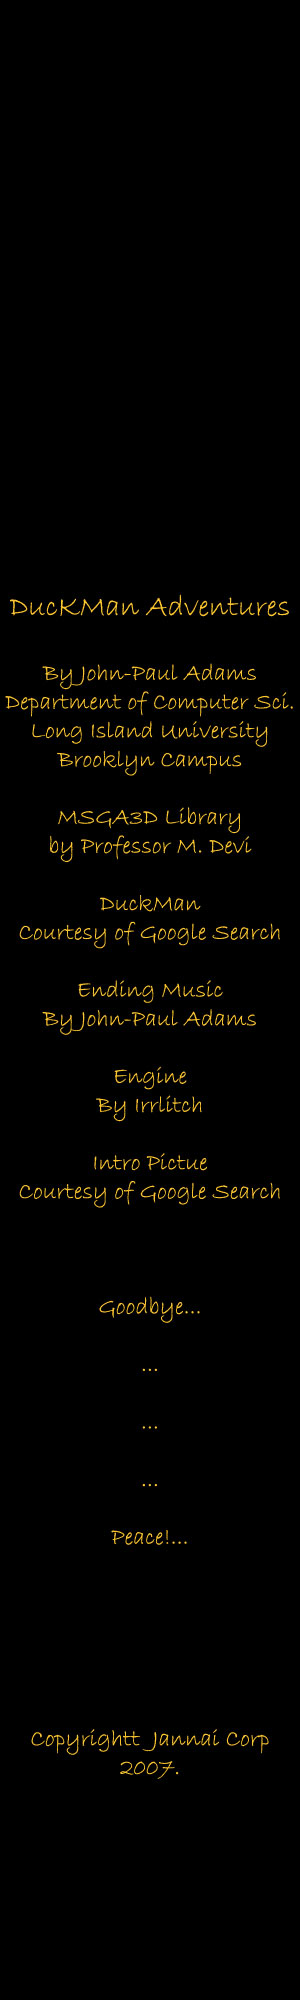 DucKMan Adventures
By John-Paul Adams
Department of Computer Sci.
Long Island University
Brooklyn Campus
MSGA3D Library
by Professor M. Devi
DuckMan
Courtesy of Google Search
Ending Music
By John-Paul Adams
Engine
By Irrlitch
Intro Pictue
Courtesy of Google Search
Goodbye...
...
...
...
Peace!...
Copyrightt Jannai Corp
2007.